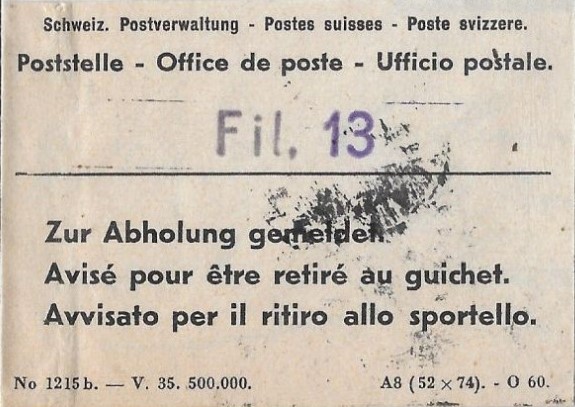 Schweiz. Postverwaltung - Postes suisses - Poste svizzere.
Poststelle - Office de poste - Ufficio postale.
Fil. 13
Zur Abholung gemeldet.
Avisé pour être retiré au guichet.
Avvisato per il ritiro allo sportello.
No 1215 b. — V. 35. 500.000. A8 (52 × 74). - O 60.